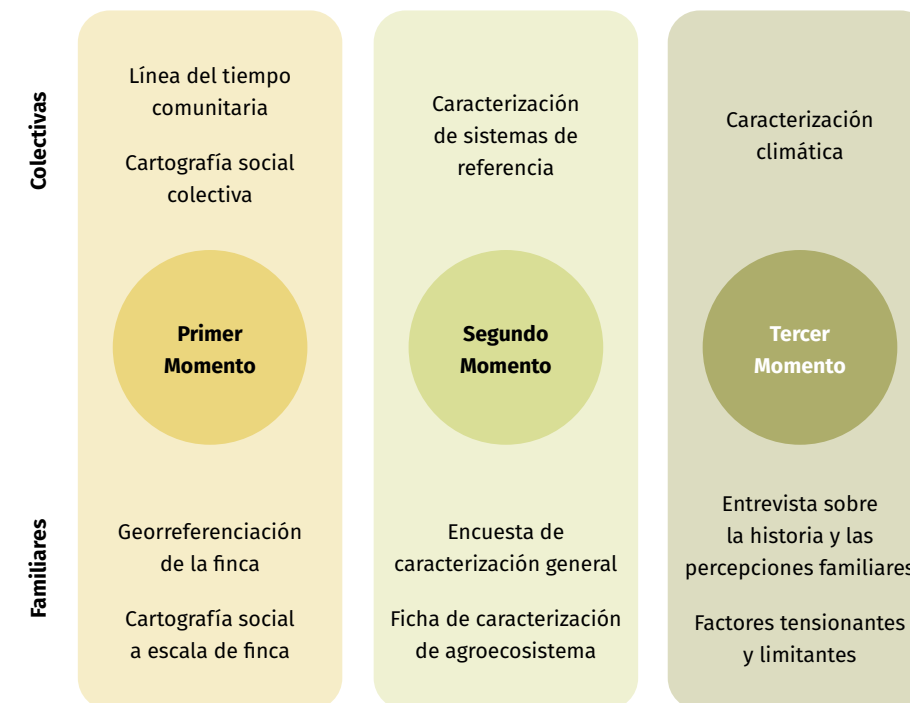 Colectivas
Línea del tiempo
comunitaria
Cartografía social
colectiva
Primer
Momento
Familiares
Georreferenciación
de la finca
Cartografía social
a escala de finca
Caracterización
de sistemas de
referencia
Segundo
Momento
Encuesta de
caracterización general
Ficha de caracterización
de agroecosistema
Caracterización
climática
Tercer
Momento
Entrevista sobre
la historia y las
percepciones familiares
Factores tensionantes
y limitantes